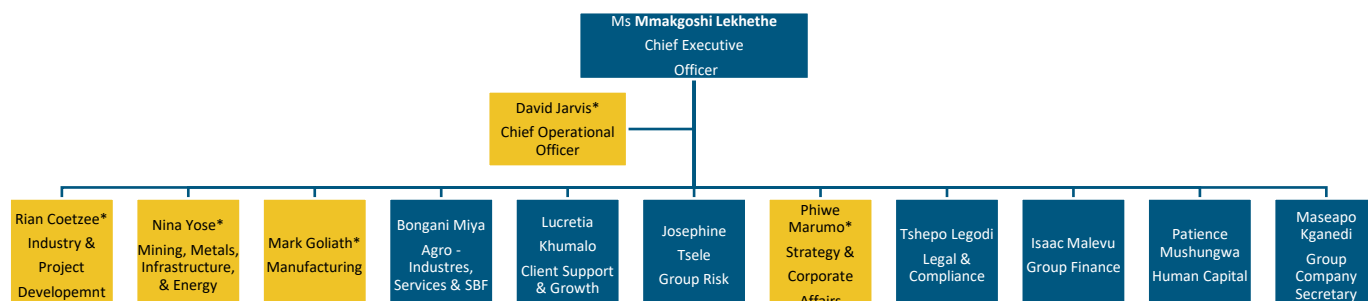 Ms Mmakgoshi Lekhethe
Chief Executive
Officer
David Jarvis*
Chief Operational
Officer
Rian Coetzee*
Industry &
Project
Developemnt
Nina Yose*
Mining, Metals,
Infrastructure,
& Energy
Mark Goliath*
Manufacturing
Bongani Miya
Agro -
Industres,
Services & SBF
Lucretia
Khumalo
Client Support
& Growth
Josephine
Tsele
Group Risk
Phiwe
Marumo*
Strategy &
Corporate
Affairs
Tshepo Legodi
Legal &
Compliance
Isaac Malevu
Group Finance
Patience
Mushungwa
Human Capital
Maseapo
Kganedi
Group
Company
Secretary